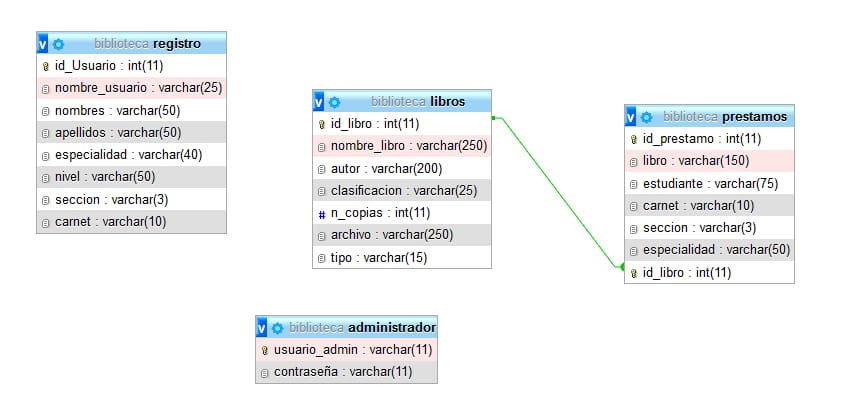 biblioteca registro
id_Usuario : int(11)
nombre_usuario : varchar(25)
nombres : varchar(50)
apellidos : varchar(50)
especialidad : varchar(40)
nivel : varchar(50)
seccion : varchar(3)
carnet : varchar(10)
biblioteca libros
id_libro : int(11)
nombre_libro : varchar(250)
autor : varchar(200)
clasificacion : varchar(25)
# n_copias : int(11)
archivo : varchar(250)
tipo : varchar(15)
biblioteca prestamos
id_prestamo : int(11)
libro : varchar(150)
estudiante : varchar(75)
carnet : varchar(10)
seccion : varchar(3)
especialidad : varchar(50)
id_libro : int(11)
biblioteca administrador
usuario_admin : varchar(11)
contraseña : varchar(11)